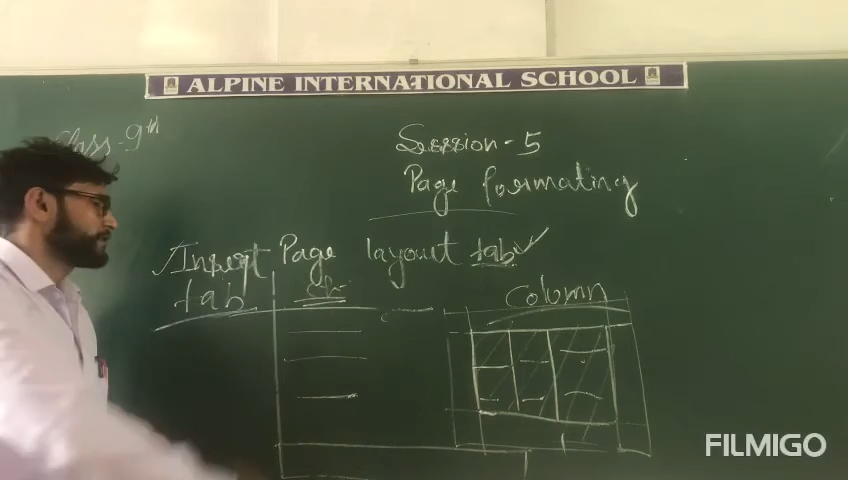 ALPINE INTERNATIONAL SCHOOL
Class-9th
Session-5
Page formating
Insert Page layout tab
tab
Column
FILMIGO